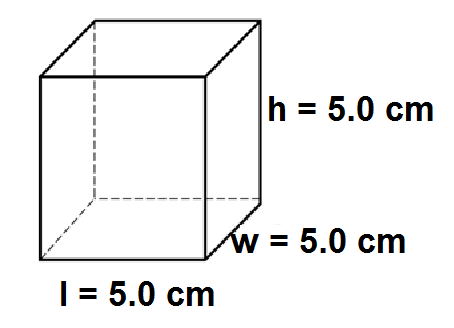 h = 5.0 cm
w = 5.0 cm
l = 5.0 cm